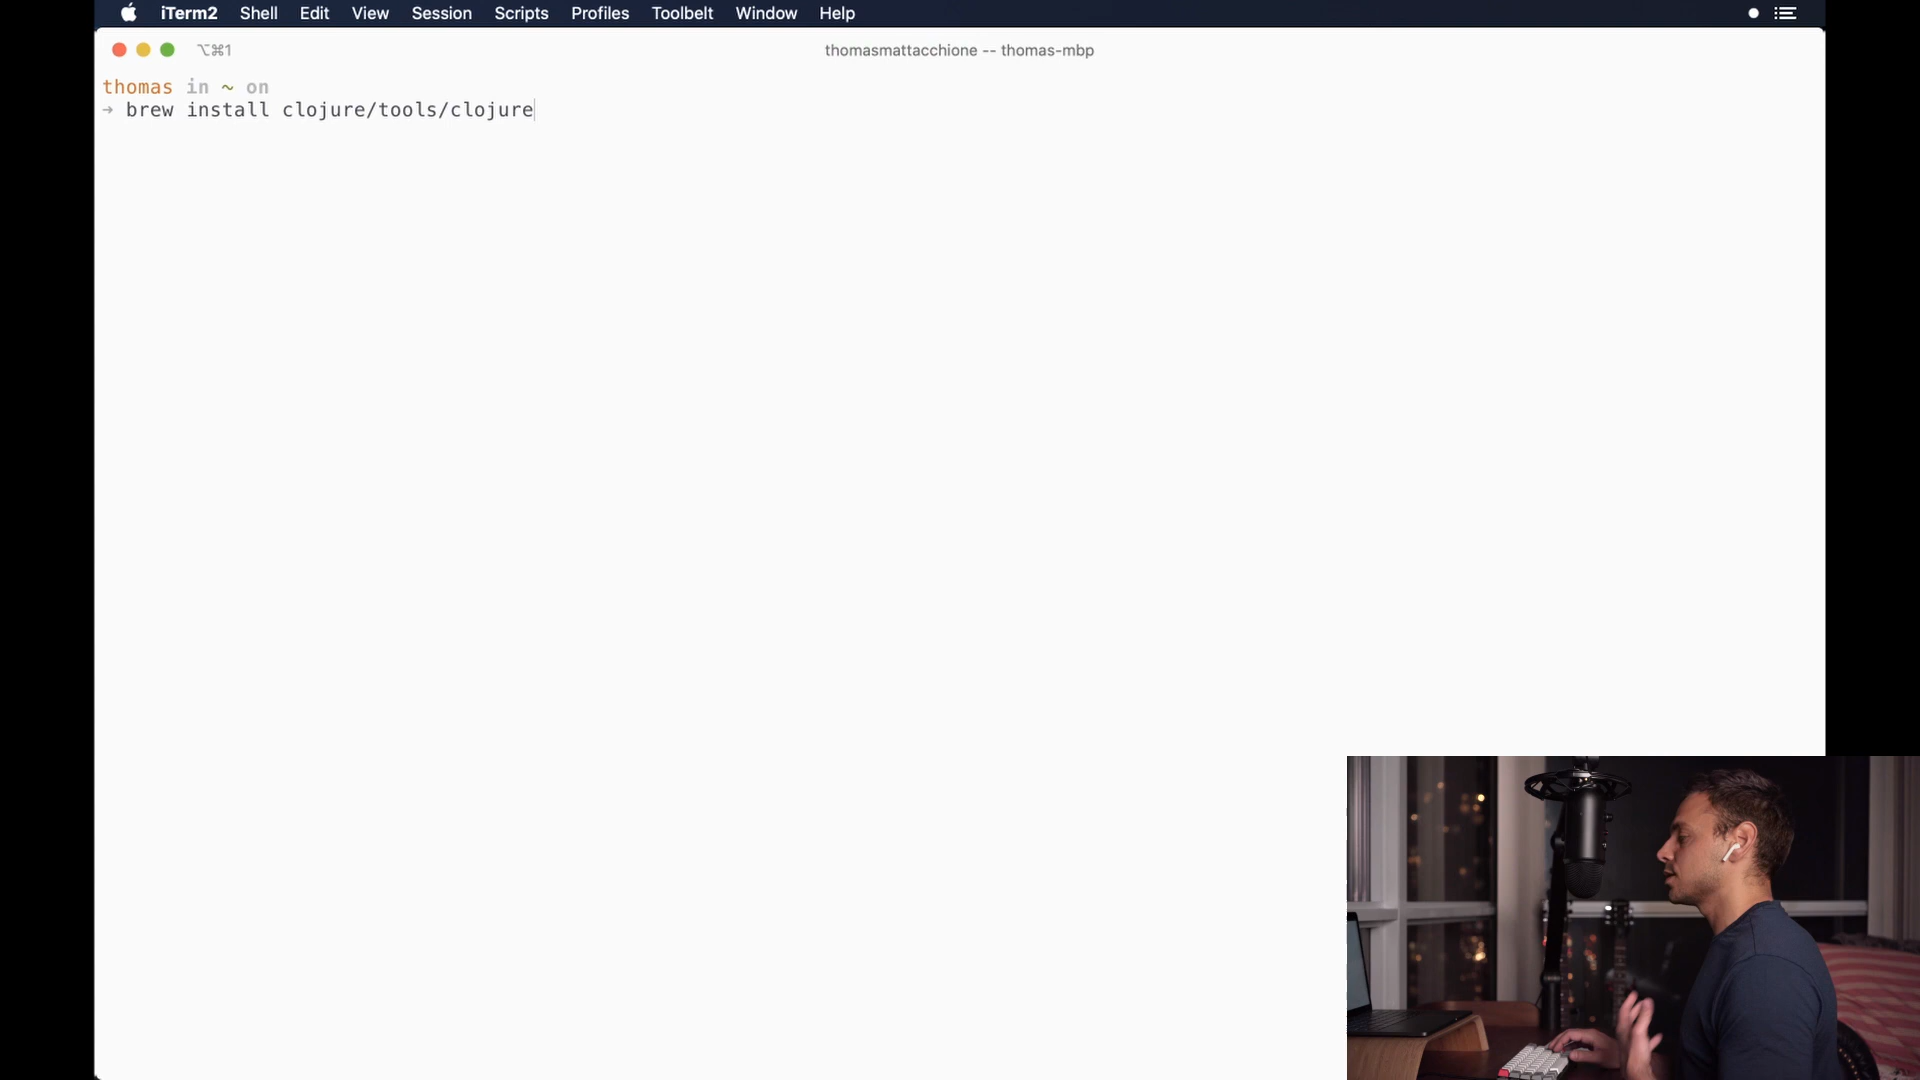 iTerm2 Shell Edit View Session Scripts Profiles Toolbelt Window Help
⌥⌘1 thomasmattacchione -- thomas-mbp
thomas in ~ on
→ brew install clojure/tools/clojure